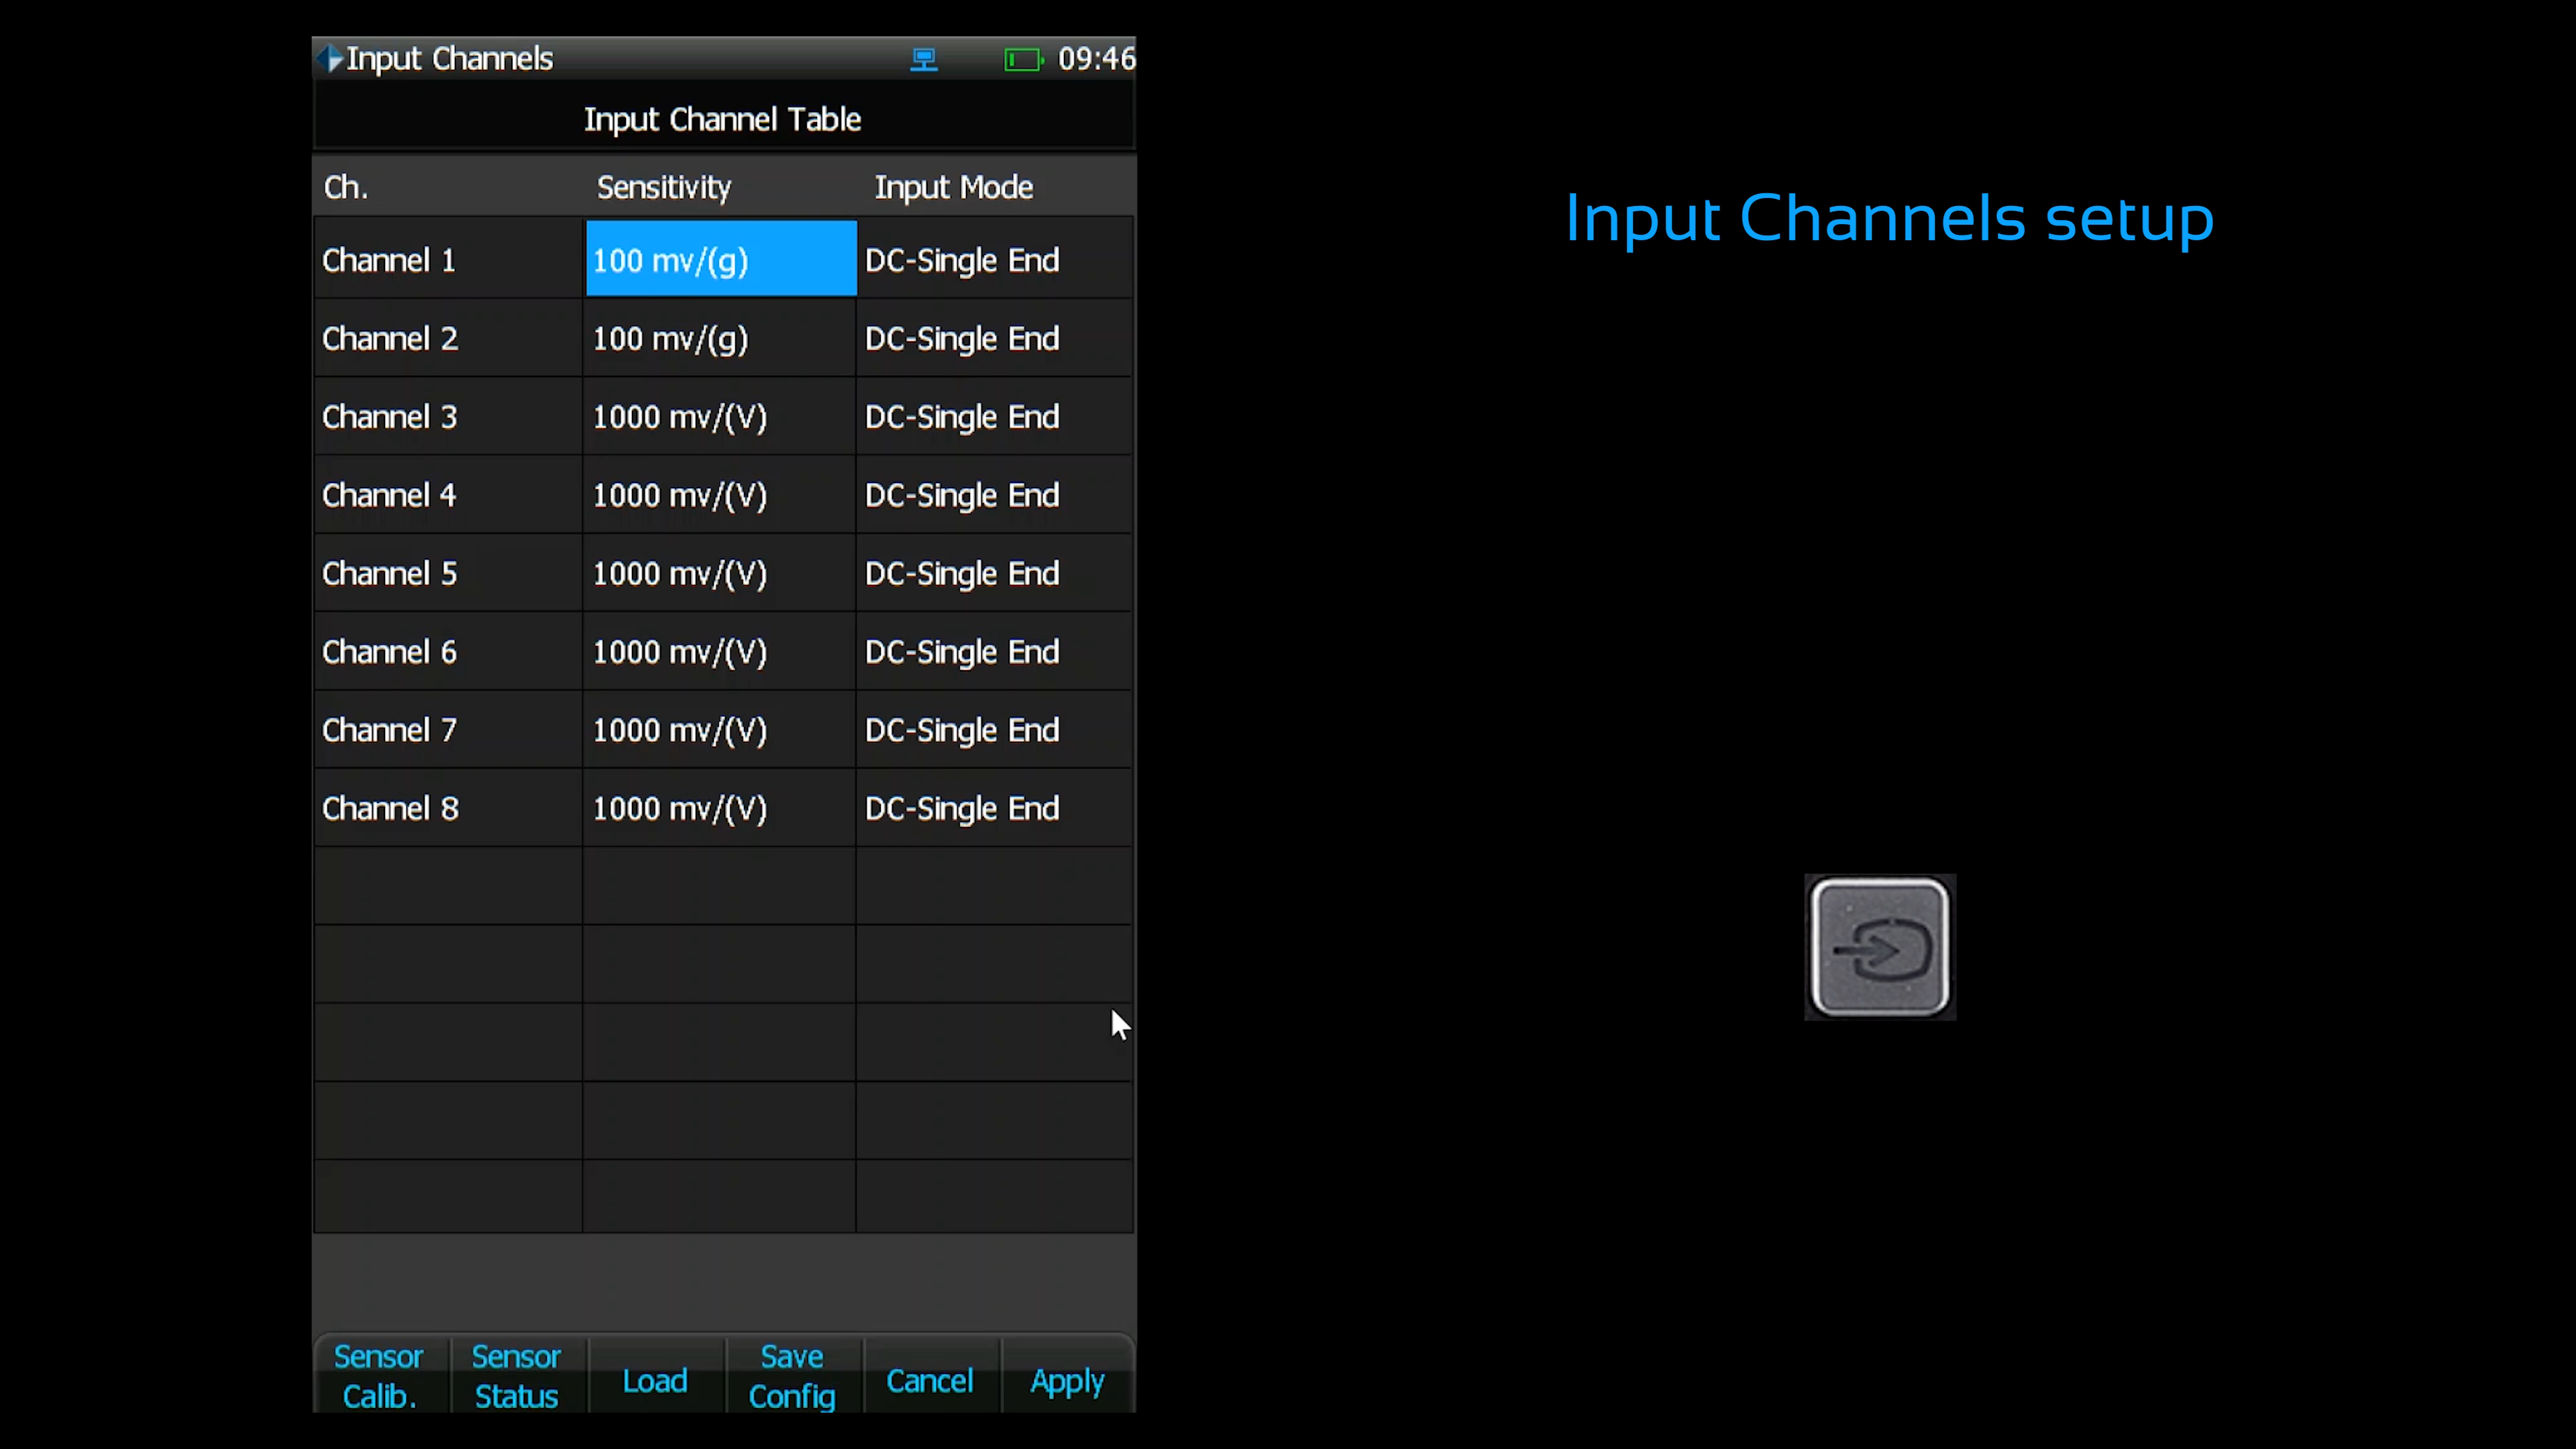 Input Channels 09:46
Input Channel Table
Ch. Sensitivity Input Mode
Channel 1 100 mv/(g) DC-Single End
Channel 2 100 mv/(g) DC-Single End
Channel 3 1000 mv/(V) DC-Single End
Channel 4 1000 mv/(V) DC-Single End
Channel 5 1000 mv/(V) DC-Single End
Channel 6 1000 mv/(V) DC-Single End
Channel 7 1000 mv/(V) DC-Single End
Channel 8 1000 mv/(V) DC-Single End
Sensor Calib. Sensor Status Load Save Config Cancel Apply
Input Channels setup